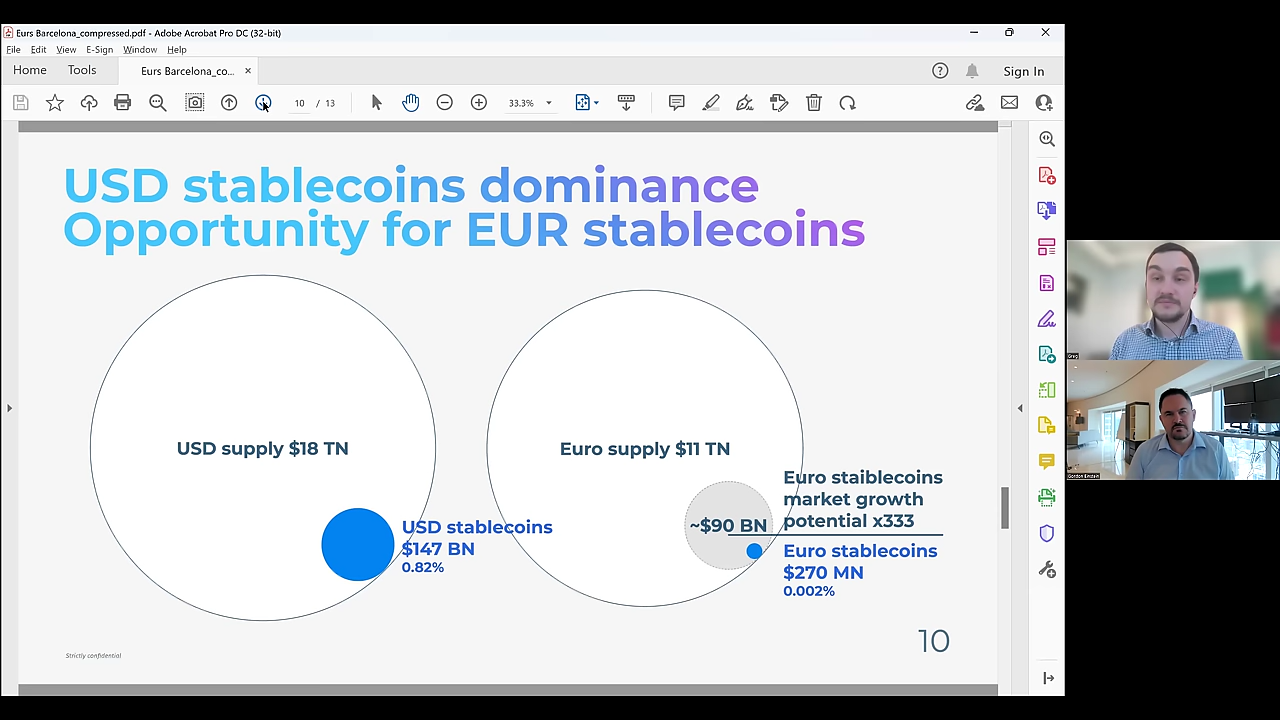 Eurs Barcelona_compressed.pdf - Adobe Acrobat Pro DC (32-bit)
File Edit View E-Sign Window Help
Home Tools Eurs Barcelona_co... × Sign In
10 / 13 33.3%
USD stablecoins dominance
Opportunity for EUR stablecoins
USD supply $18 TN
USD stablecoins
$147 BN
0.82%
Euro supply $11 TN
~$90 BN
Euro staiblecoins
market growth
potential x333
Euro stablecoins
$270 MN
0.002%
Strictly confidential
10
Greg
Gordon Einstein